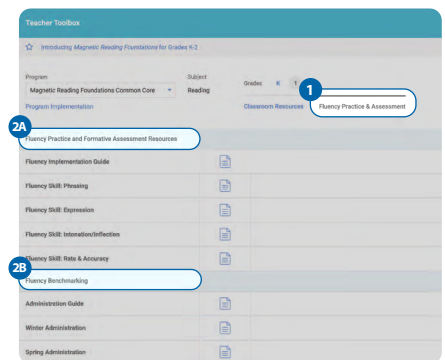 Teacher Toolbox
Introducing Magnetic Reading Foundations for Grades K-2
Program
Subject
Grades K 1
1
Magnetic Reading Foundations Common Core
Reading
Program Implementation
Classroom Resources
Fluency Practice & Assessment
2A
Fluency Practice and Formative Assessment Resources
Fluency Implementation Guide
Fluency Skill: Phrasing
Fluency Skill: Expression
Fluency Skill: Intonation/Inflection
Fluency Skill: Rate & Accuracy
2B
Fluency Benchmarking
Administration Guide
Winter Administration
Spring Administration